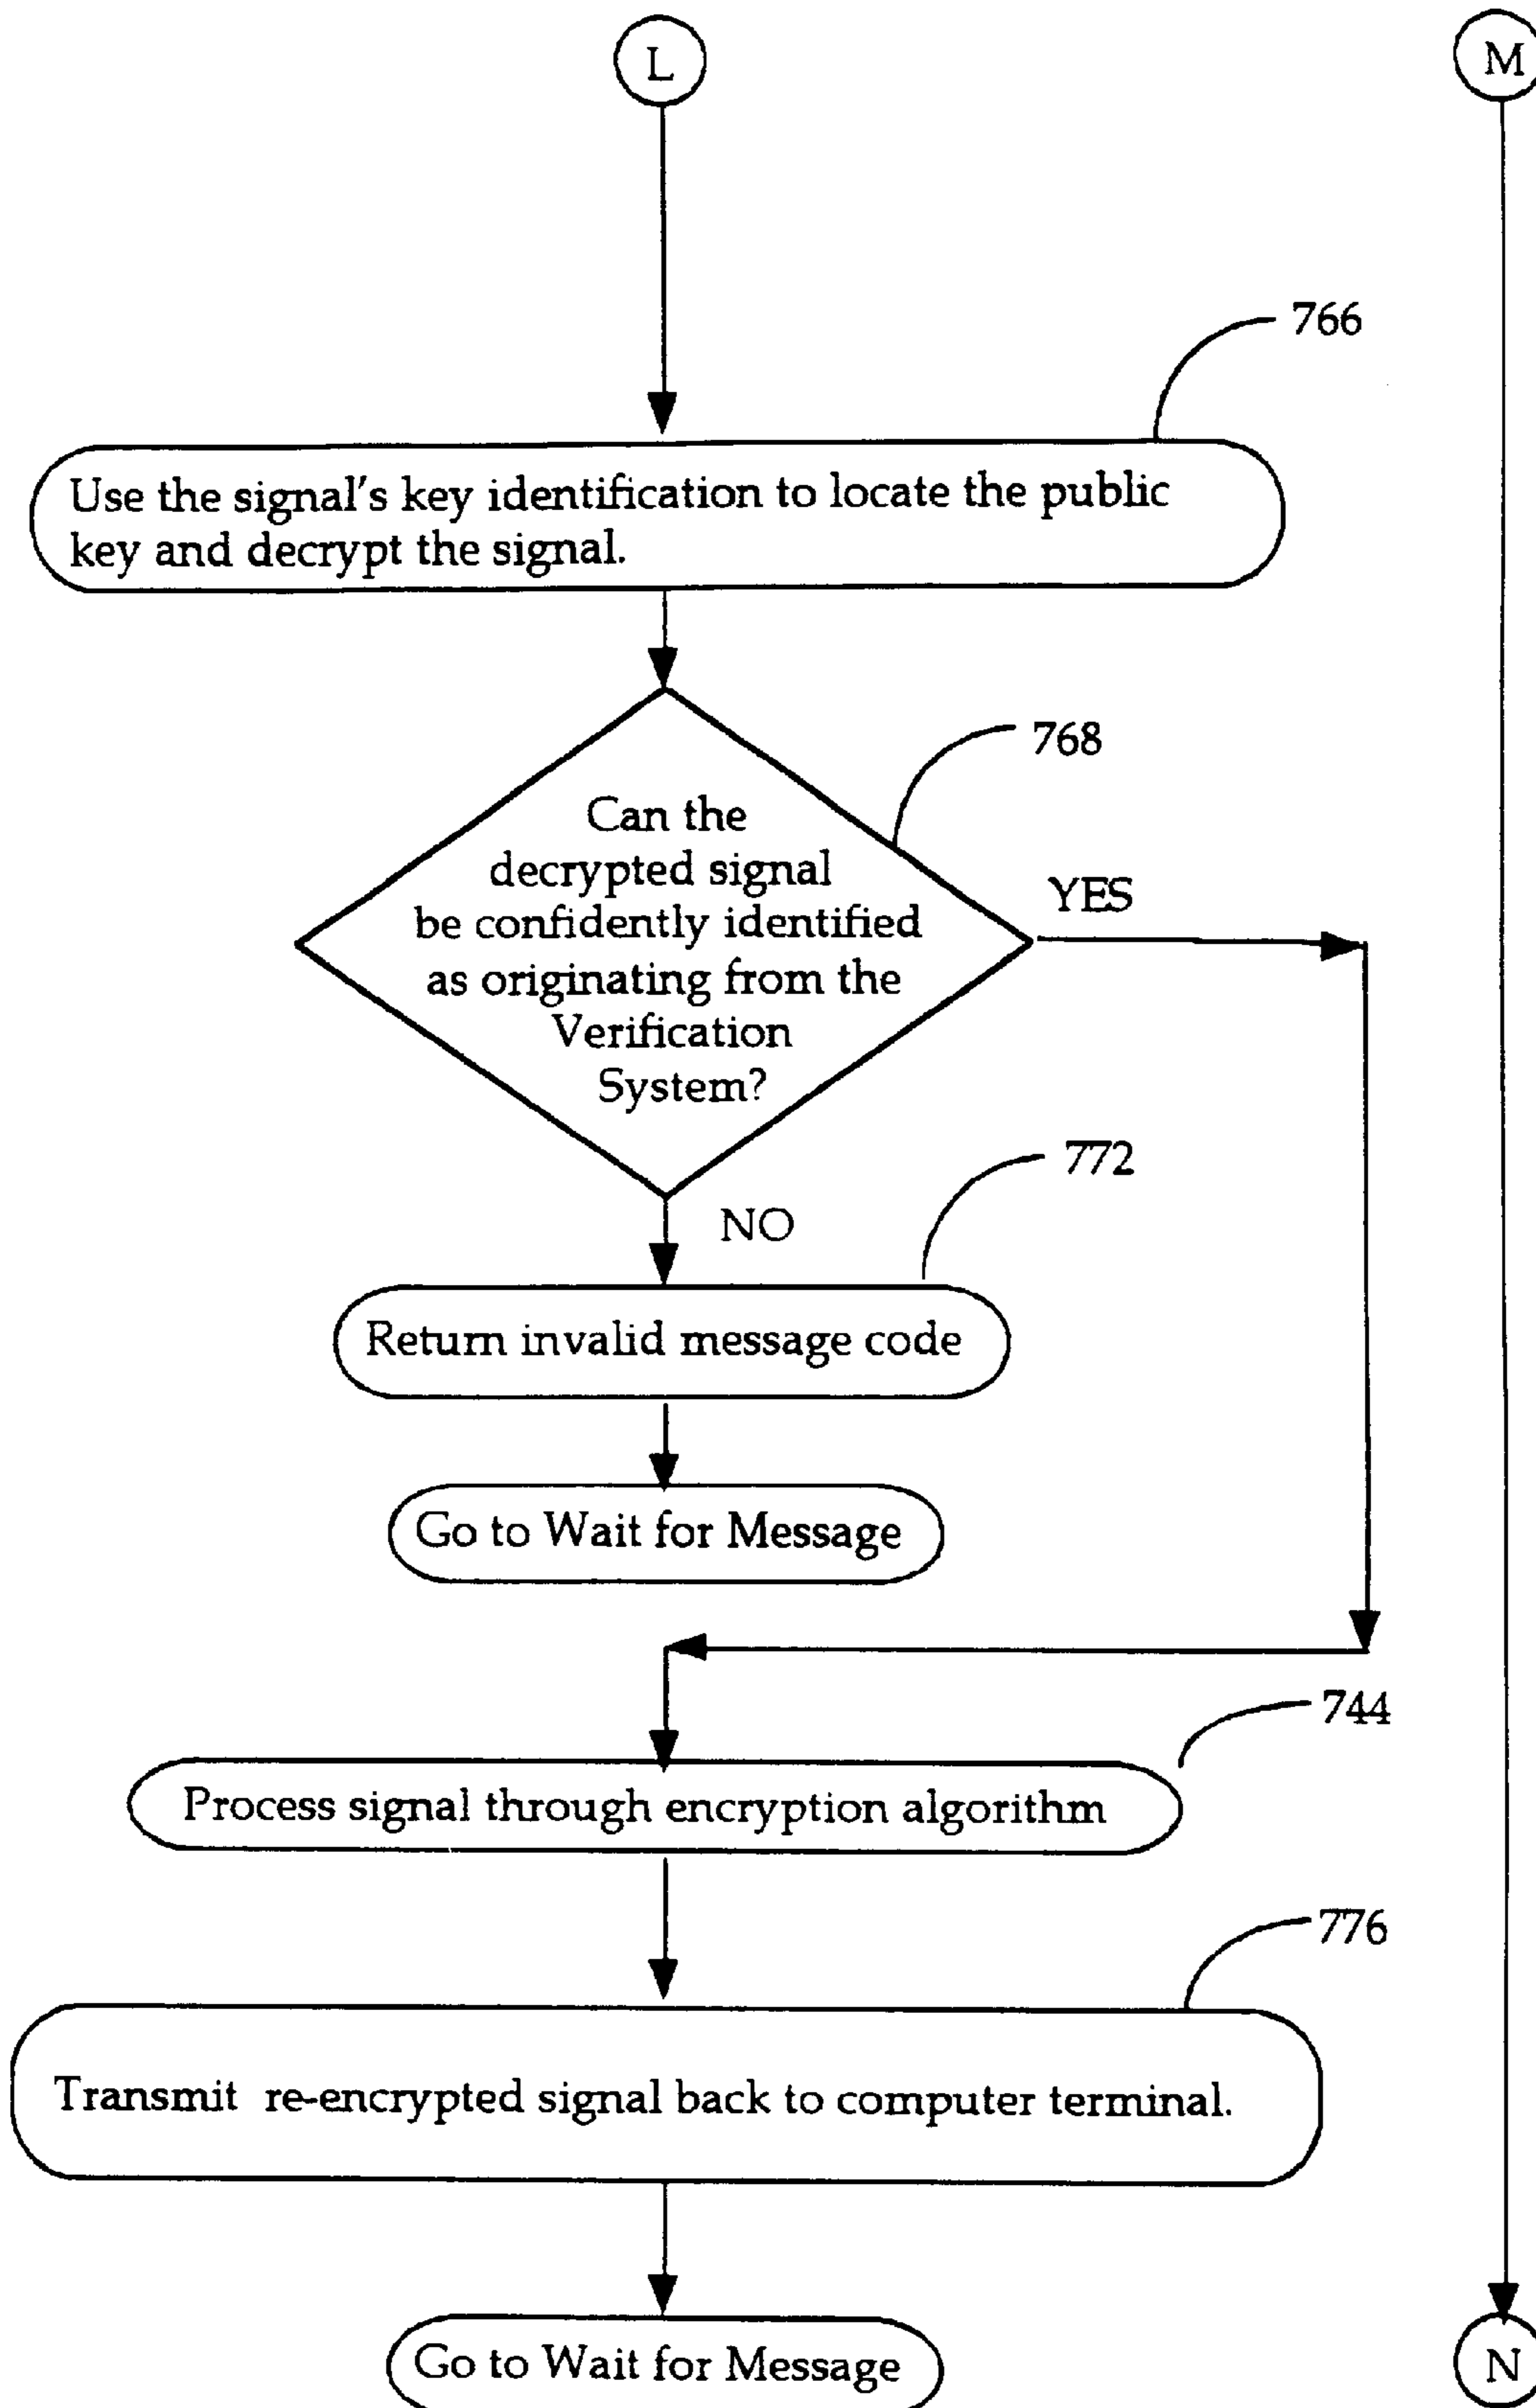 L
M
766
Use the signal's key identification to locate the public
key and decrypt the signal.
768
Can the
decrypted signal
be confidently identified
as originating from the
Verification
System?
YES
772
NO
Return invalid message code
Go to Wait for Message
744
Process signal through encryption algorithm
776
Transmit re-encrypted signal back to computer terminal.
Go to Wait for Message
N